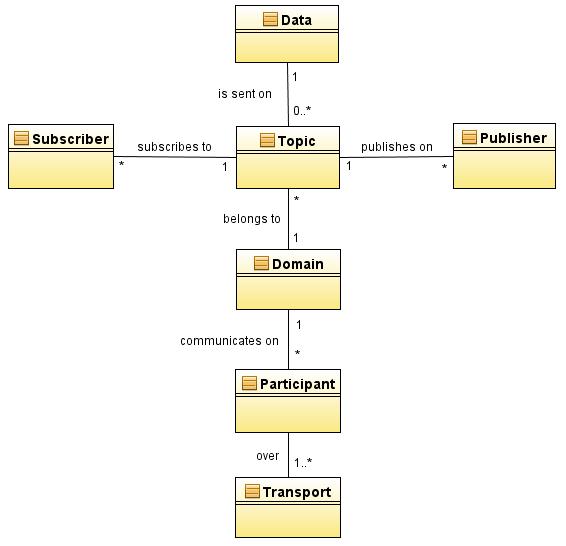 Data
1
is sent on
0..*
Subscriber
subscribes to
*
1
Topic
publishes on
1
*
Publisher
*
belongs to
1
Domain
1
communicates on
*
Participant
over
1..*
Transport